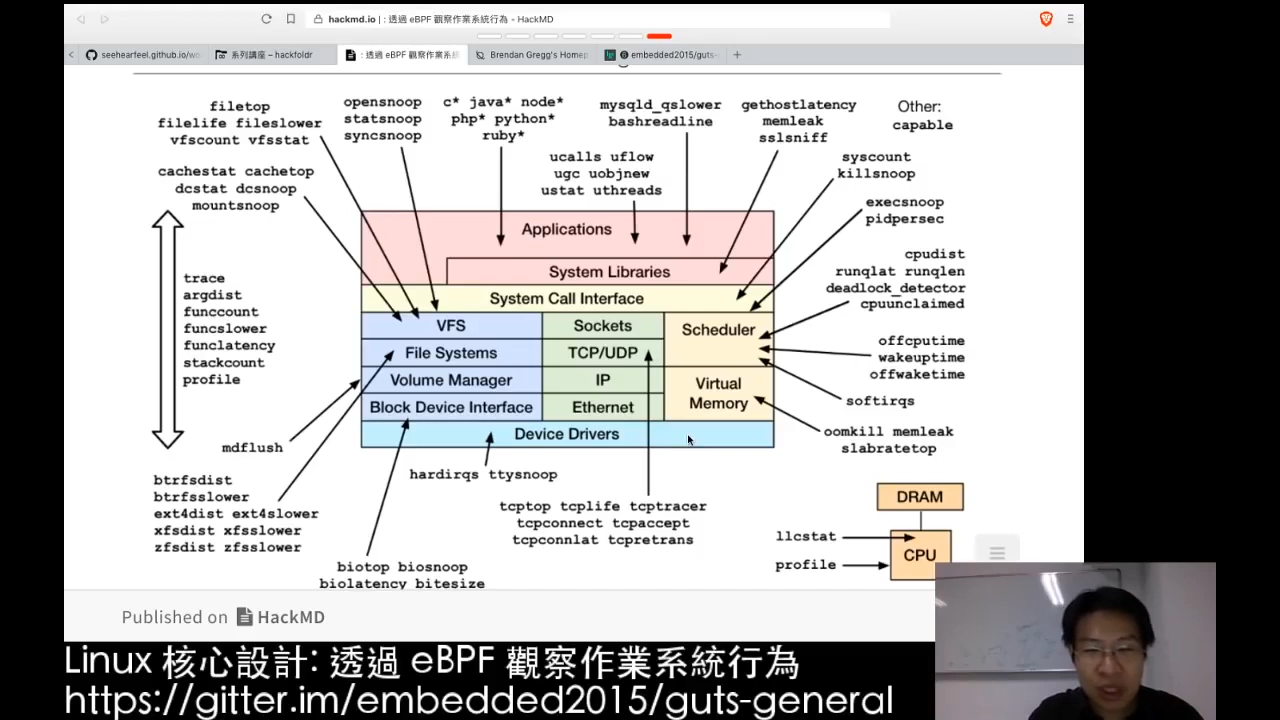 hackmd.io | : 透過 eBPF 觀察作業系統行為 - HackMD
seehearfeel.github.io/wo
系列講座 – hackfoldr
: 透過 eBPF 觀察作業系統
Brendan Gregg's Homep
embedded2015/guts-
filetop
filelife fileslower
vfscount vfsstat
opensnoop
statsnoop
syncsnoop
c* java* node*
php* python*
ruby*
mysqld_qslower
bashreadline
gethostlatency
memleak
sslsniff
Other:
capable
cachestat cachetop
dcstat dcsnoop
mountsnoop
ucalls uflow
ugc uobjnew
ustat uthreads
syscount
killsnoop
execsnoop
pidpersec
trace
argdist
funccount
funcslower
funclatency
stackcount
profile
Applications
System Libraries
System Call Interface
VFS
Sockets
Scheduler
File Systems
TCP/UDP
Volume Manager
IP
Virtual
Memory
Block Device Interface
Ethernet
Device Drivers
cpudist
runqlat runqlen
deadlock_detector
cpuunclaimed
offcputime
wakeuptime
offwaketime
softirqs
oomkill memleak
slabratetop
mdflush
hardirqs ttysnoop
btrfsdist
btrfsslower
ext4dist ext4slower
xfsdist xfsslower
zfsdist zfsslower
tcptop tcplife tcptracer
tcpconnect tcpaccept
tcpconnlat tcpretrans
biotop biosnoop
biolatency bitesize
DRAM
llcstat
CPU
profile
Published on HackMD
Linux 核心設計: 透過 eBPF 觀察作業系統行為
https://gitter.im/embedded2015/guts-general